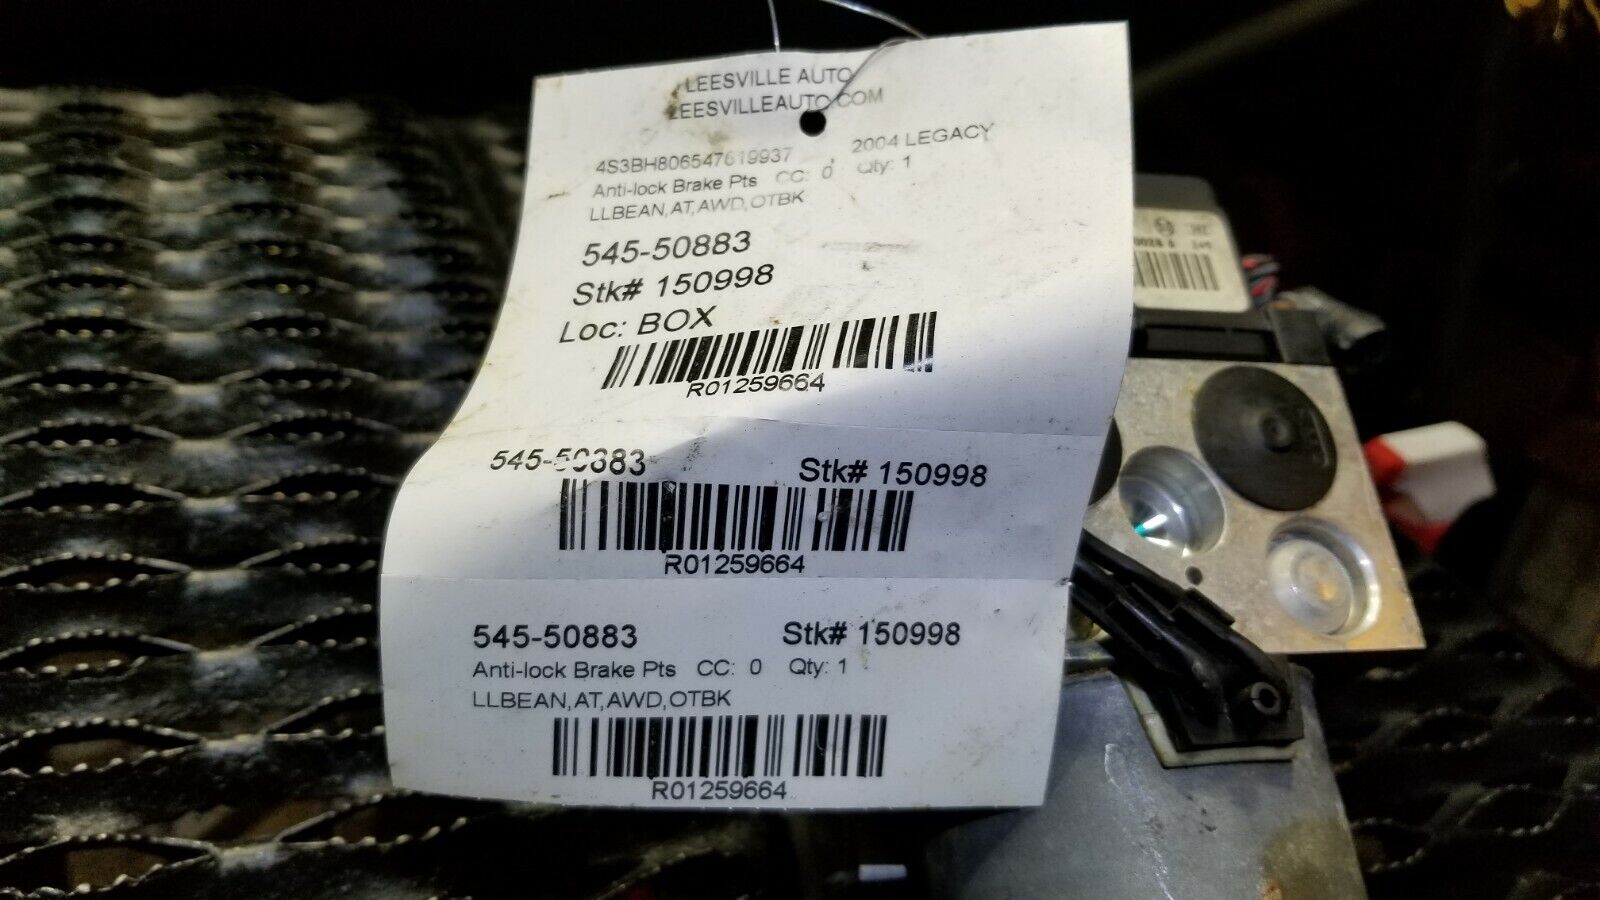 LEESVILLE AUTO
LEESVILLEAUTO.COM
4S3BH806547619937 , 2004 LEGACY
Anti-lock Brake Pts CC: 0 Qty: 1
LLBEAN,AT,AWD,OTBK
545-50883
Stk# 150998
Loc: BOX
R01259664
545-50883 Stk# 150998
R01259664
545-50883 Stk# 150998
Anti-lock Brake Pts CC: 0 Qty: 1
LLBEAN,AT,AWD,OTBK
R01259664